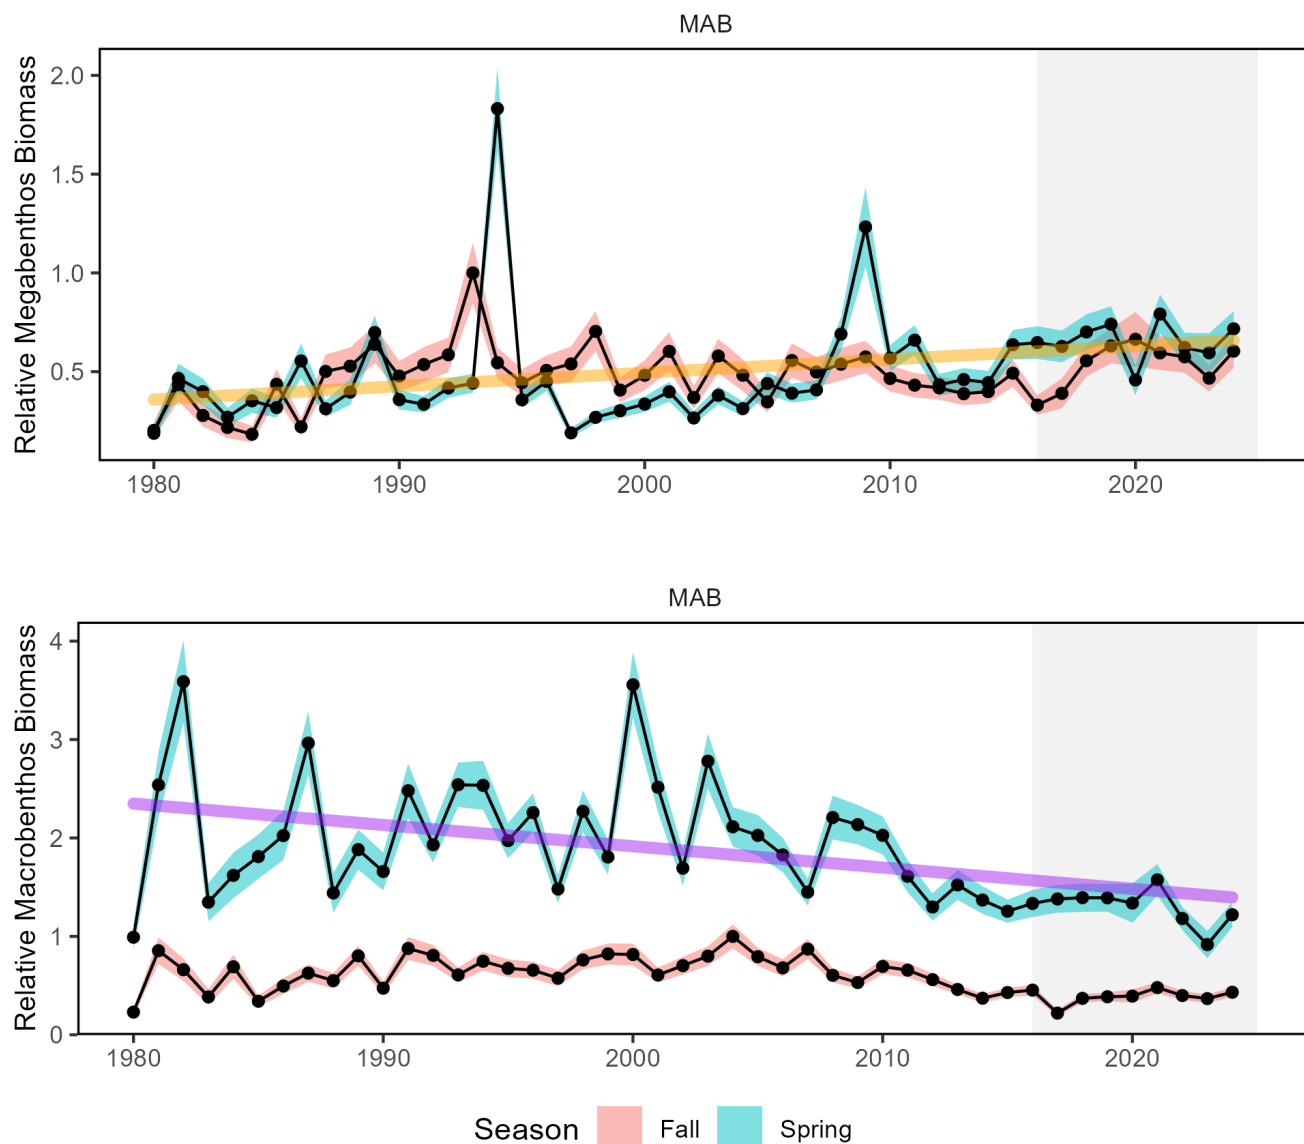 MAB
Relative Megabenthos Biomass
2.0
1.5
1.0
0.5
1980 1990 2000 2010 2020
MAB
Relative Macrobenthos Biomass
4
3
2
1
0
1980 1990 2000 2010 2020
Season Fall Spring